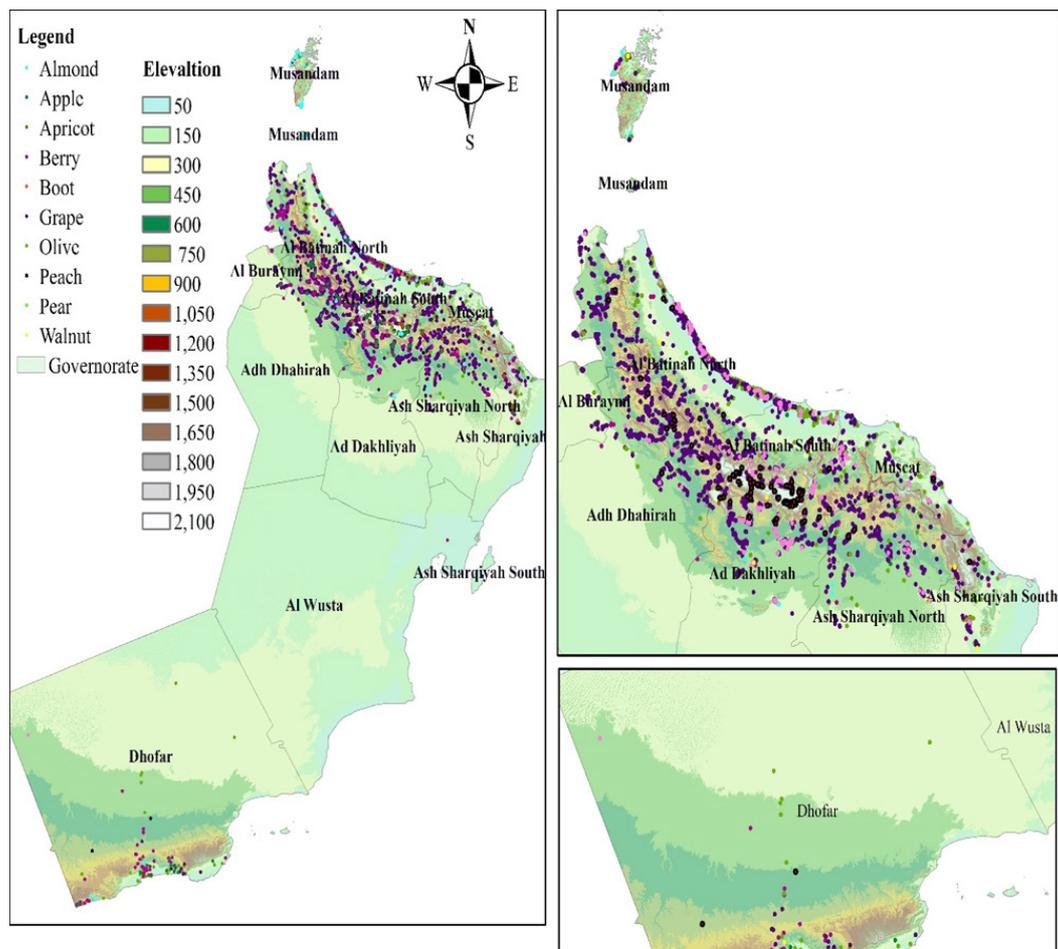 Legend
Almond
Applc
Apricot
Berry
Boot
Grape
Olivc
Peach
Pear
Walnut
Governorate
Elevaltion
50
150
300
450
600
750
900
1,050
1,200
1,350
1,500
1,650
1,800
1,950
2,100
N
W
E
S
Musandam
Musandam
Al Batinah North
Al Buraymi
Al Batinah South
Muscat
Adh Dhahirah
Ash Sharqiyah North
Ash Sharqiyah
Ad Dakhliyah
Ash Sharqiyah South
Al Wusta
Dhofar
Musandam
Musandam
Al Batinah North
Al Buraymi
Al Batinah South
Muscat
Adh Dhahirah
Ad Dakhliyah
Ash Sharqiyah South
Ash Sharqiyah North
Al Wusta
Dhofar